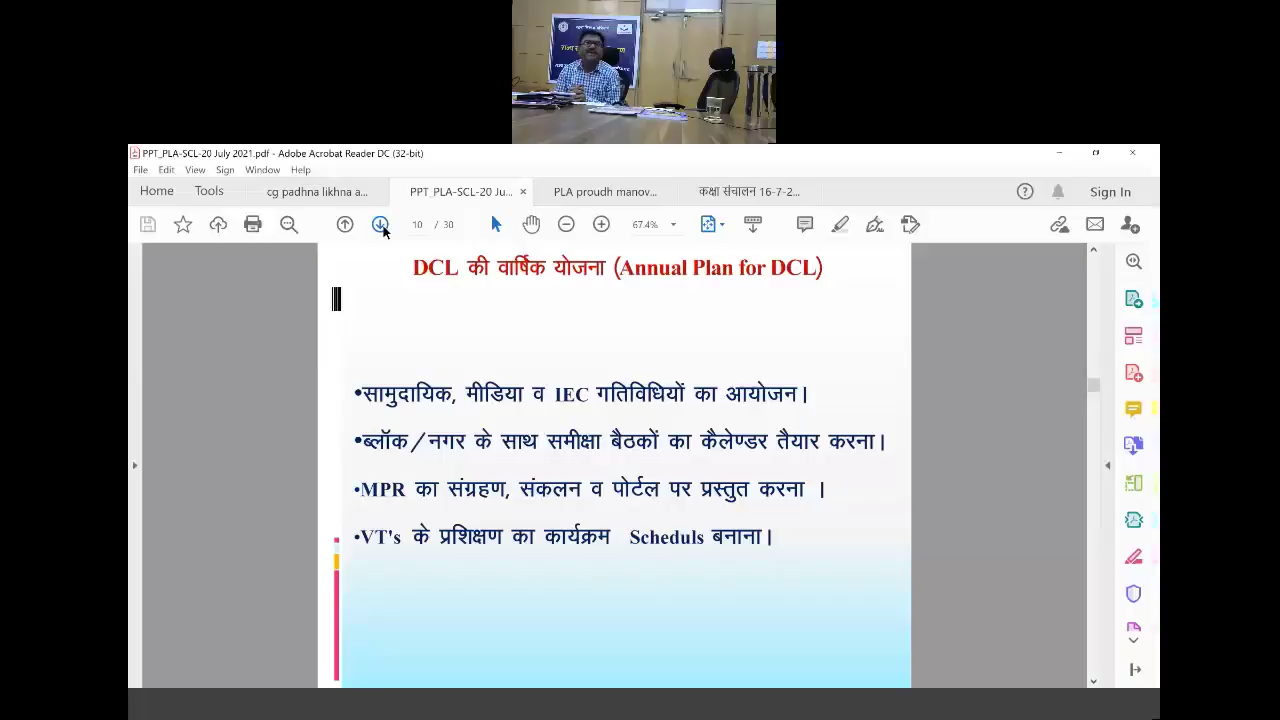 PPT_PLA-SCL-20 July 2021.pdf - Adobe Acrobat Reader DC (32-bit)
File Edit View Sign Window Help
Home Tools cg padhna likhna a... PPT_PLA-SCL-20 Ju... PLA proudh manov... कक्षा संचालन 16-7-2... Sign In
10 / 30 67.4%
DCL की वार्षिक योजना (Annual Plan for DCL)
•सामुदायिक, मीडिया व IEC गतिविधियों का आयोजन।
•ब्लॉक/नगर के साथ समीक्षा बैठकों का कैलेण्डर तैयार करना।
•MPR का संग्रहण, संकलन व पोर्टल पर प्रस्तुत करना ।
•VT's के प्रशिक्षण का कार्यक्रम Scheduls बनाना।